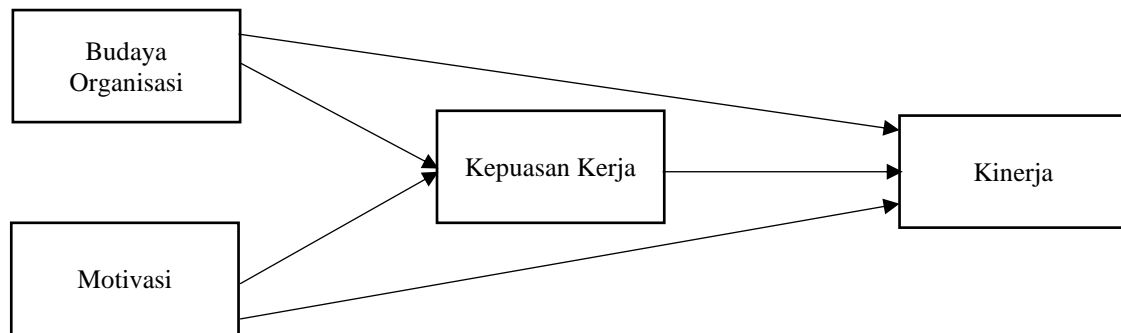 Budaya
Organisasi
Kepuasan Kerja
Kinerja
Motivasi